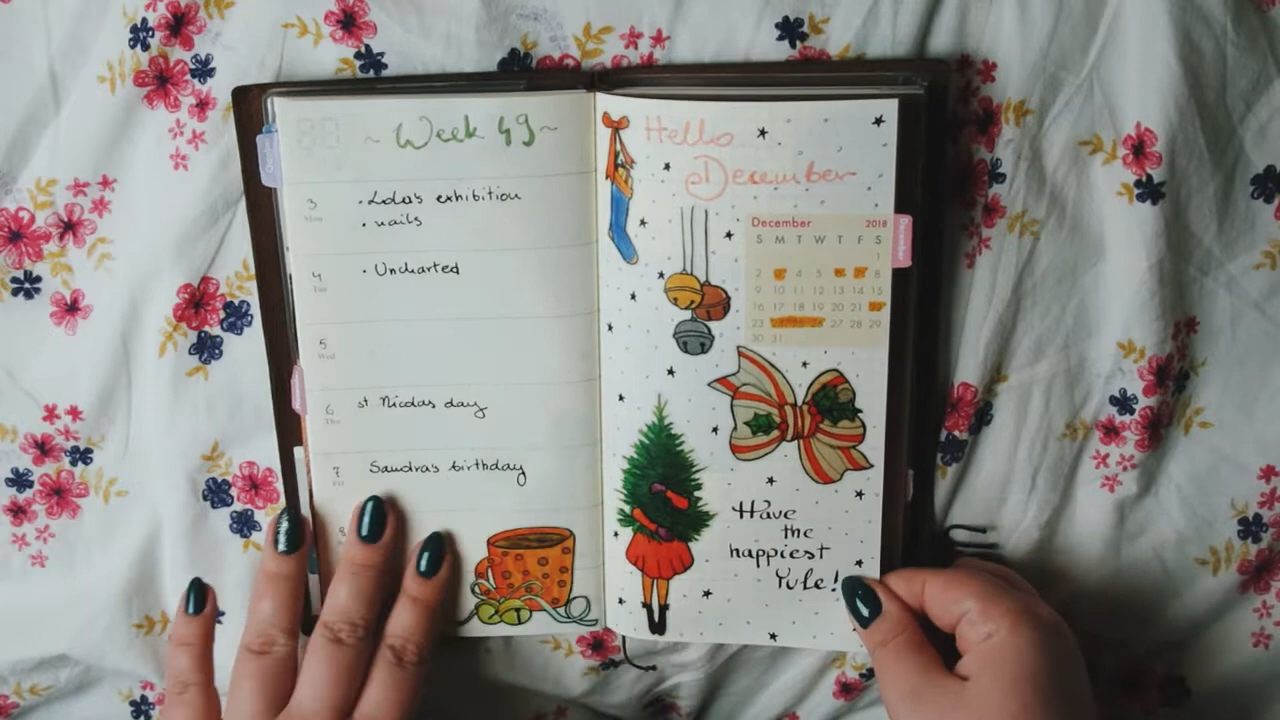 ~ Week 49 ~
3
Mon
• Lola's exhibition
• nails
4
Tue
• Uncharted
5
Wed
6
Thu
st Nicolas day
7
Fri
Sandra's birthday
8
Hello
December
December 2018
S M T W T F S
1
2 4 5 8
9 10 11 12 13 14 15
16 17 18 19 20 21 22
23 24 25 26 27 28 29
30 31
December
Have
the
happiest
Yule!